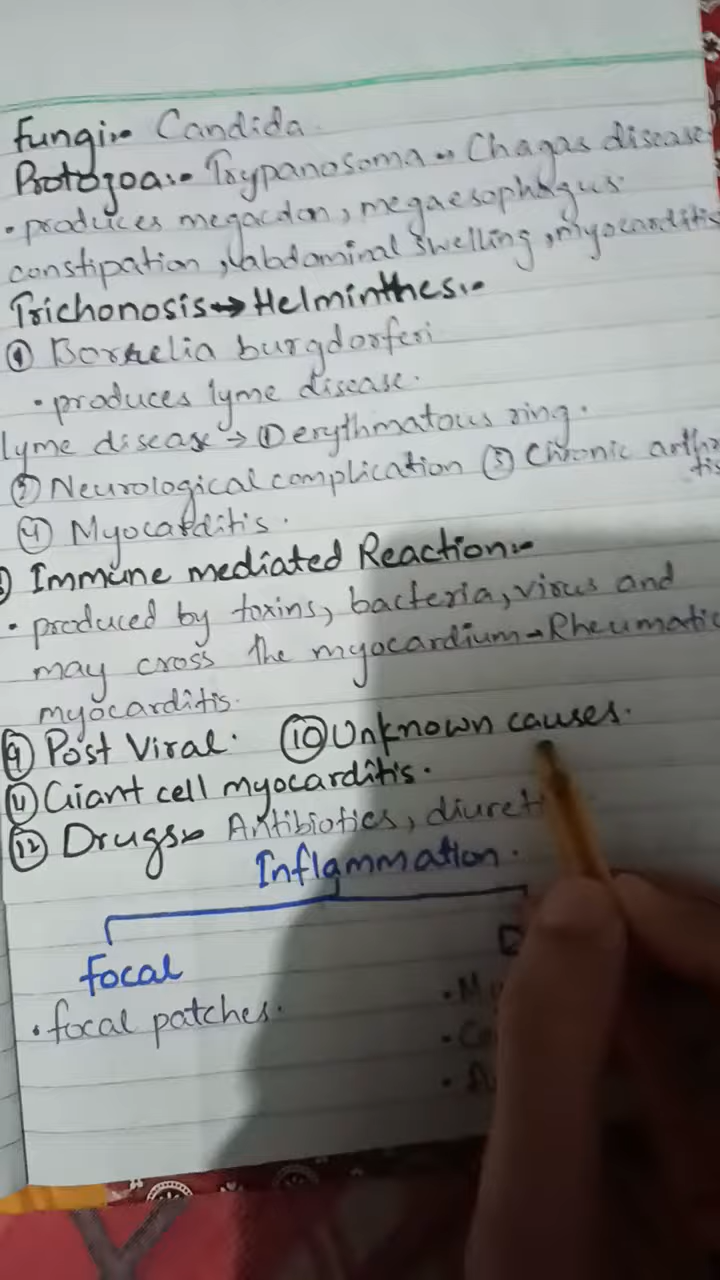 Fungi:- Candida.
Protozoa:- Trypanosoma - Chagas disease
• produces megacolon, megaesophagus
constipation, abdominal swelling, myocarditis
Trichonosis → Helminthes:-
Borrelia burgdorferi
• produces lyme disease.
lyme disease → ① erythmatous ring.
② Neurological complication ③ Chronic arthritis
④ Myocarditis.
Immune mediated Reaction:-
• produced by toxins, bacteria, virus and
may cross the myocardium - Rheumatic
myocarditis.
⑨ Post Viral. ⑩ Unknown causes.
⑪ Giant cell myocarditis.
⑫ Drugs:- Antibiotics, diuret
Inflammation.
focal
• focal patches.